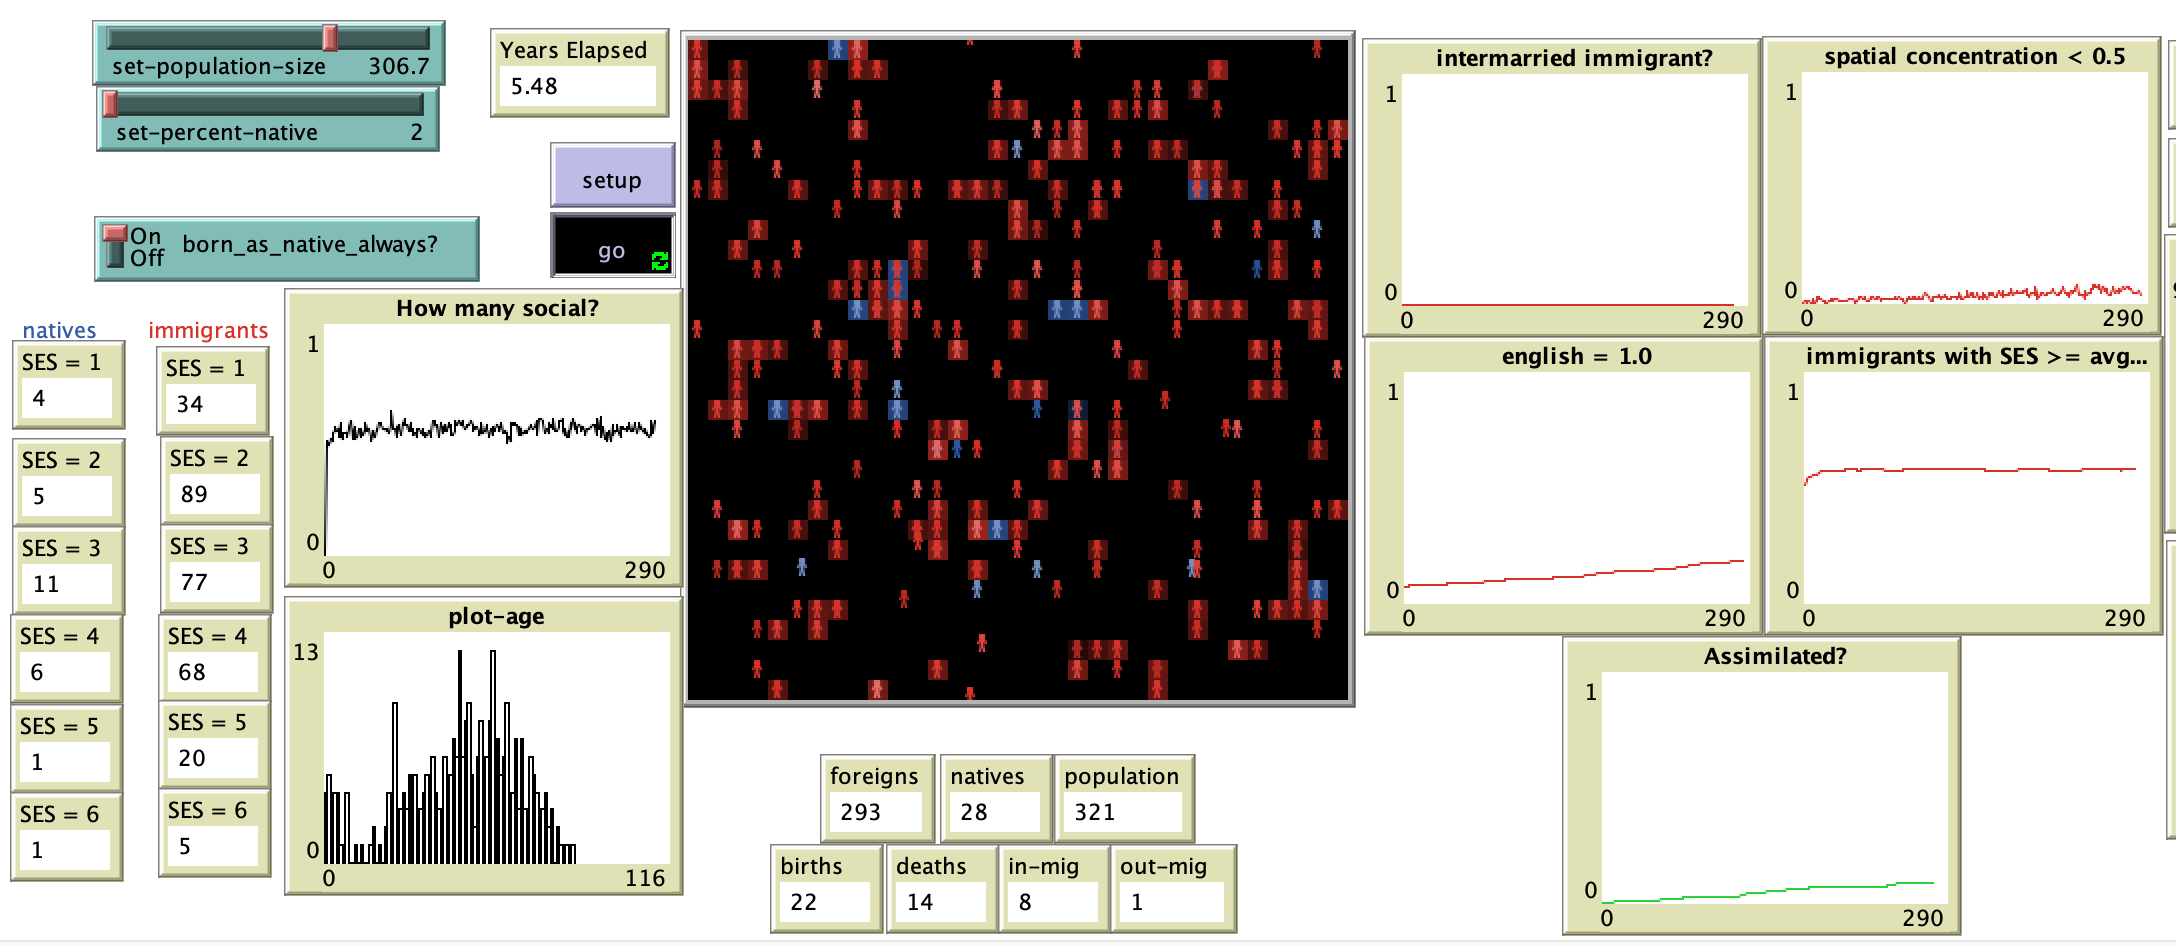 set-population-size 306.7
set-percent-native 2
On
Off
born_as_native_always?
Years Elapsed
5.48
setup
go
natives
immigrants
SES = 1
4
SES = 2
5
SES = 3
11
SES = 4
6
SES = 5
1
SES = 6
1
SES = 1
34
SES = 2
89
SES = 3
77
SES = 4
68
SES = 5
20
SES = 6
5
How many social?
1
0
0 290
plot-age
13
0
0 116
foreigns
293
natives
28
population
321
births
22
deaths
14
in-mig
8
out-mig
1
intermarried immigrant?
1
0
0 290
spatial concentration < 0.5
1
0
0 290
english = 1.0
1
0
0 290
immigrants with SES >= avg...
1
0
0 290
Assimilated?
1
0
0 290